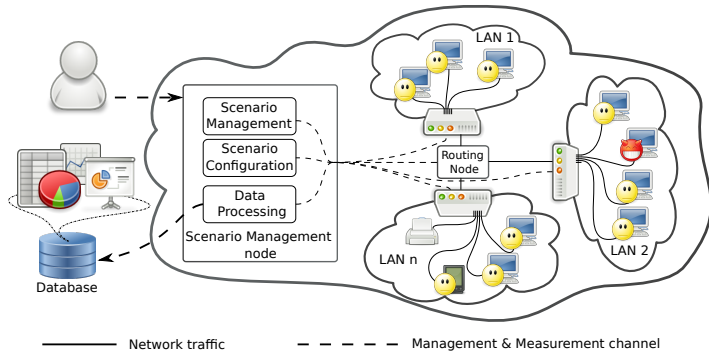 LAN 1
Scenario
Management
Scenario
Configuration
Routing
Node
Data
Processing
Scenario Management
node
LAN n
LAN 2
Database
Network traffic
Management & Measurement channel